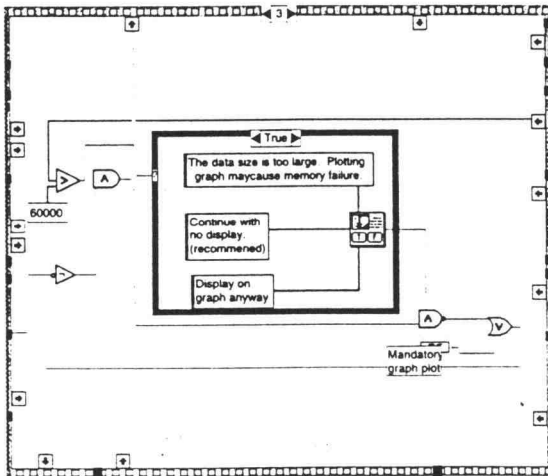 3
True
The data size is too large. Plotting
graph maycause memory failure.
>
A
60000
Continue with
no display.
(recommened)
T F
Display on
graph anyway
A
V
Mandatory
graph plot